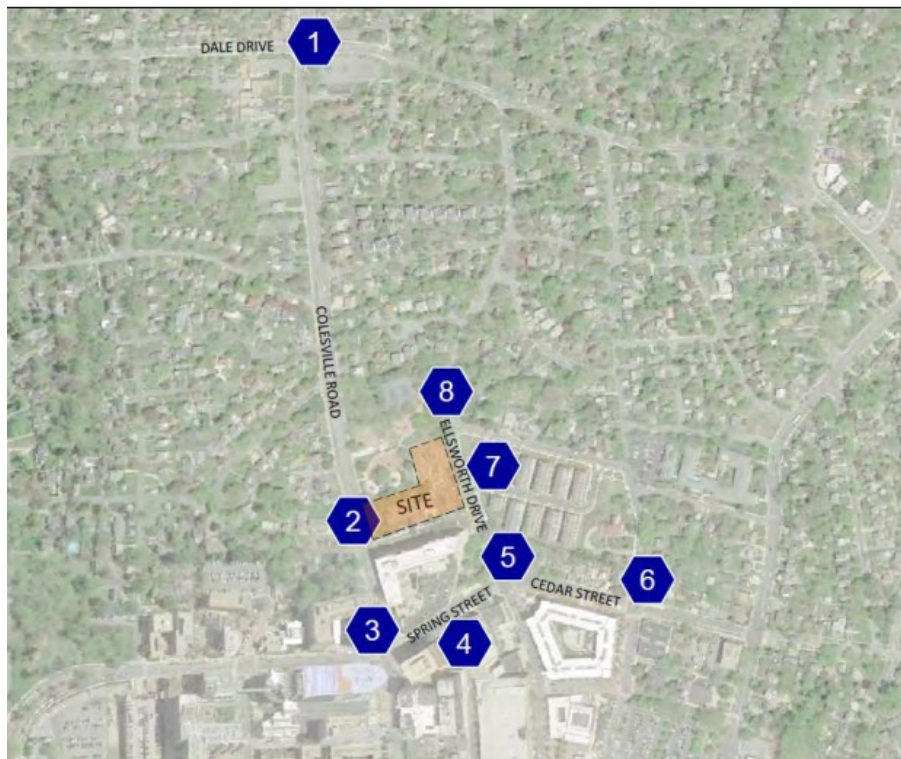 1
DALE DRIVE
COLESVILLE ROAD
8
ELLSWORTH DRIVE
7
SITE
2
5
CEDAR STREET
6
SPRING STREET
3
4